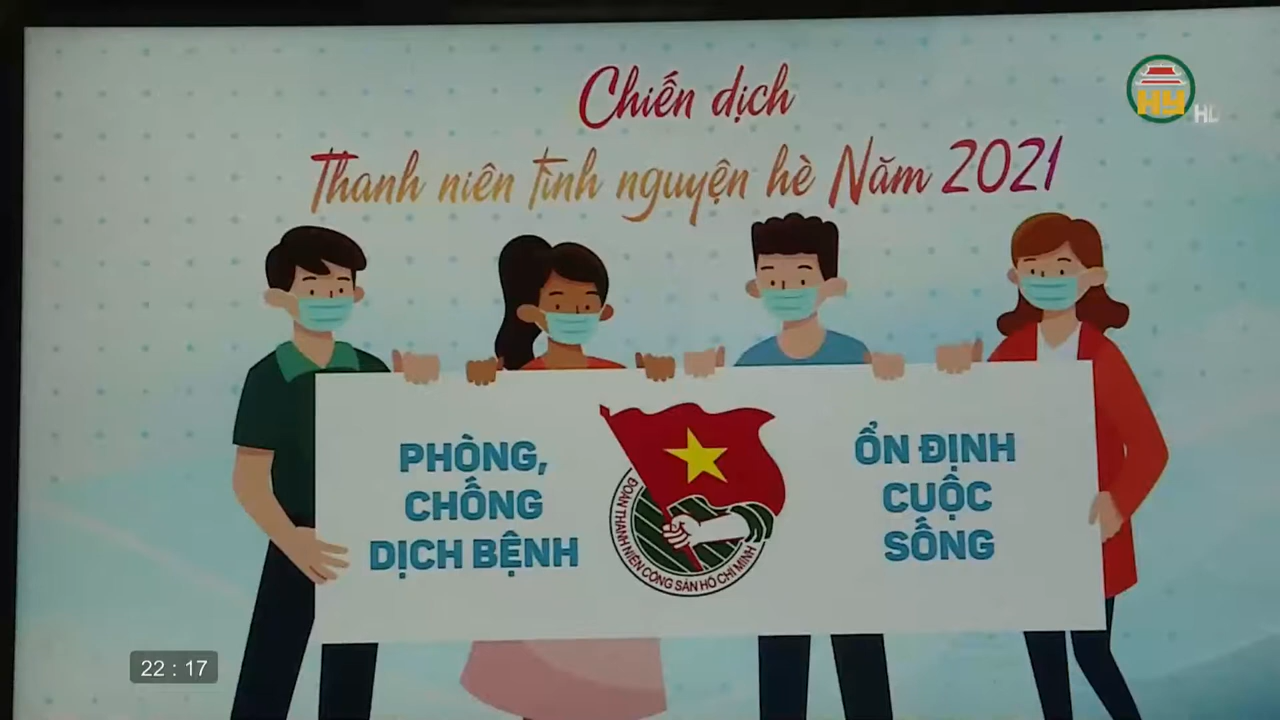 Chiến dịch
Thanh niên tình nguyện hè Năm 2021
HY
HL
PHÒNG,
CHỐNG
DỊCH BỆNH
ĐOÀN THANH NIÊN CỘNG SẢN HỒ CHÍ MINH
ỔN ĐỊNH
CUỘC
SỐNG
22 : 17